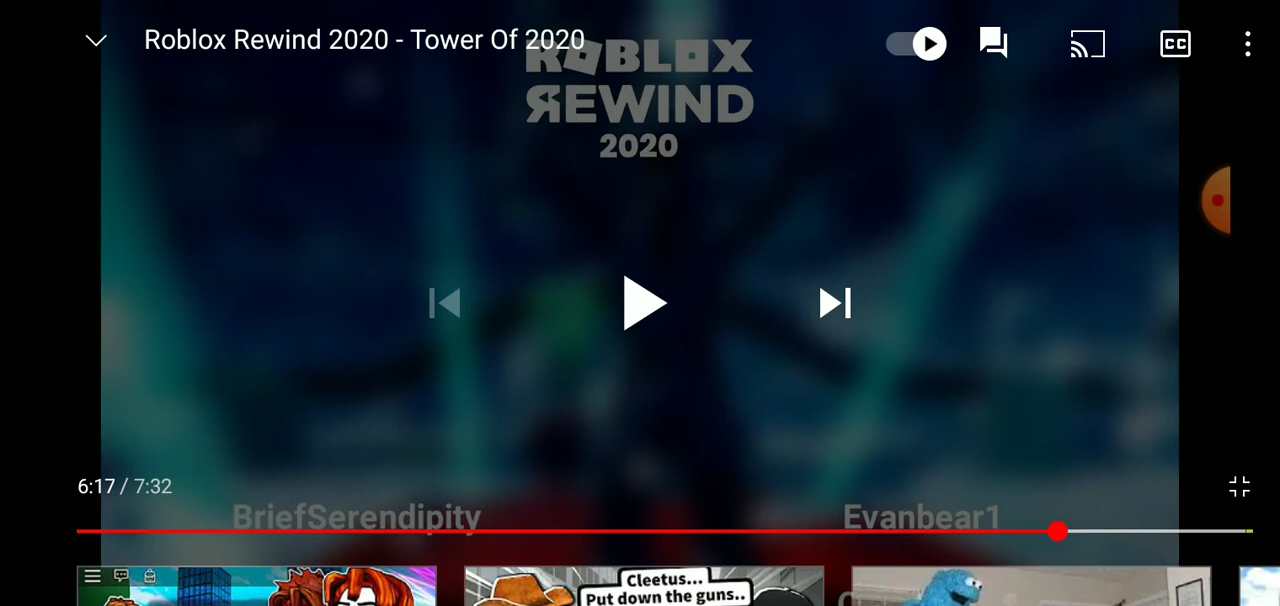 Roblox Rewind 2020 - Tower Of 2020
CC
ROBLOX
REWIND
2020
6:17 / 7:32
BriefSerendipity
Evanbear1
Cleetus...
Put down the guns..